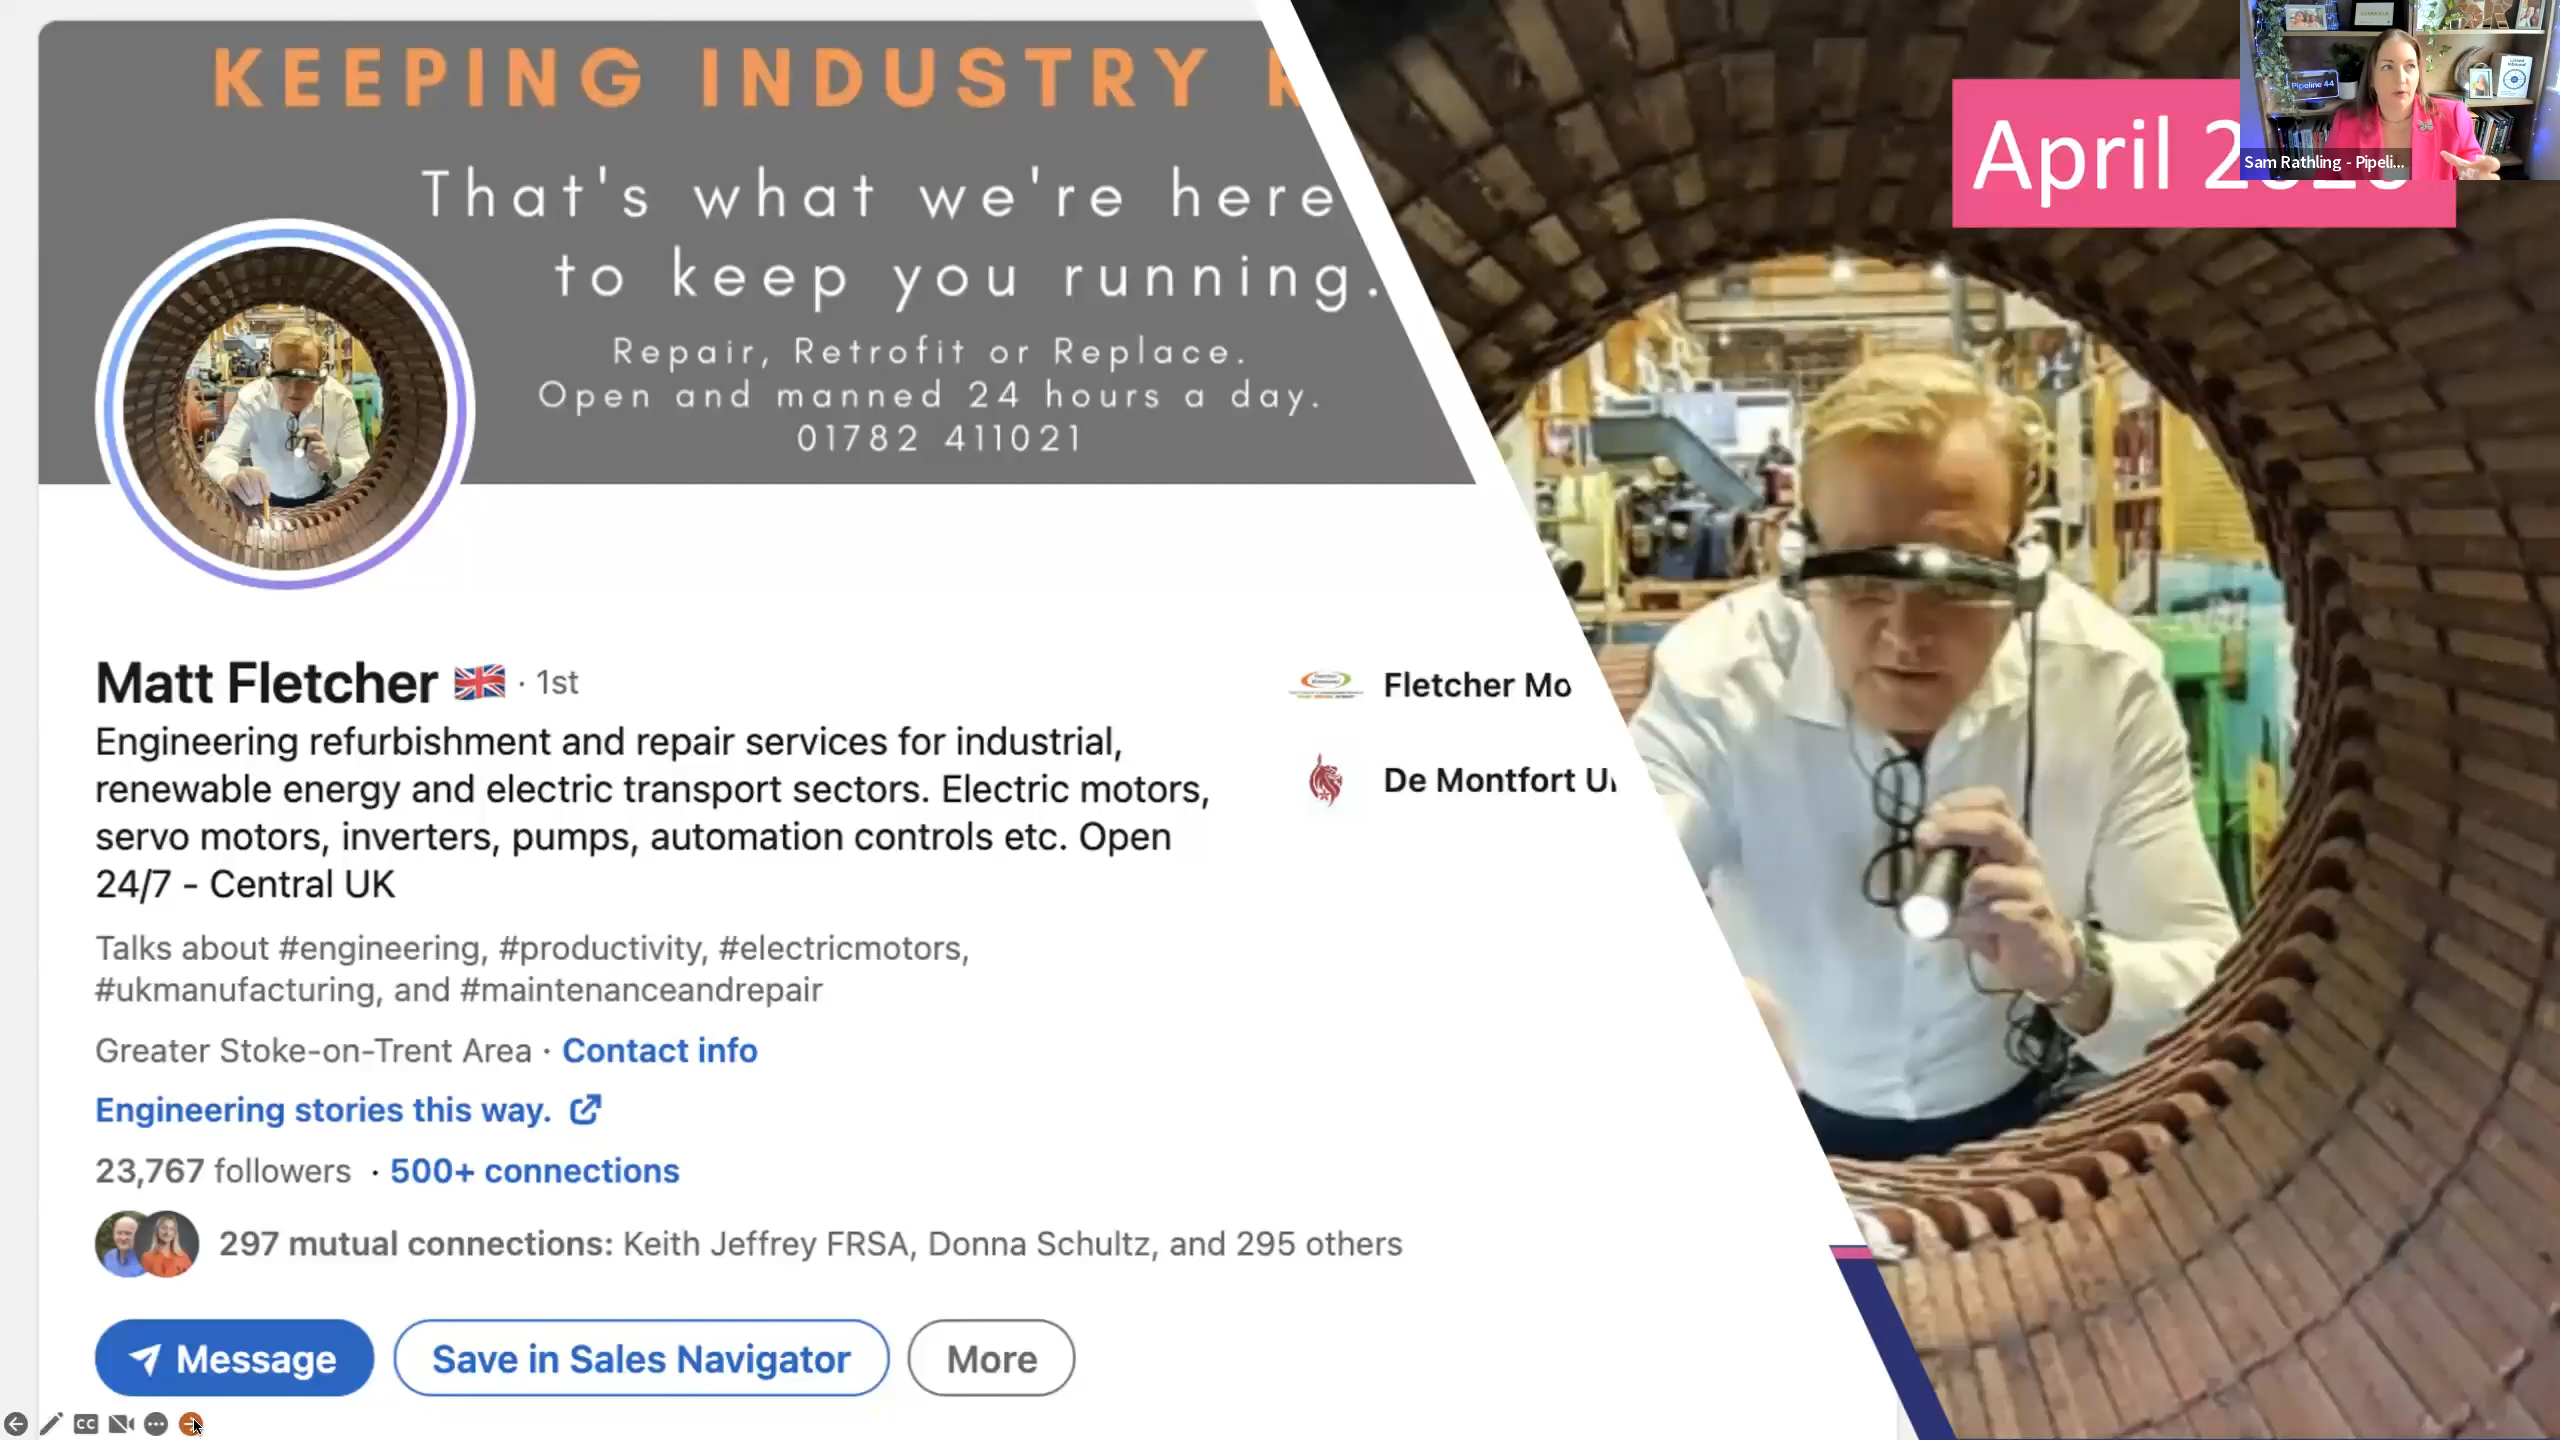 KEEPING INDUSTRY
That's what we're here
to keep you running.
Repair, Retrofit or Replace.
Open and manned 24 hours a day.
01782 411021
April
Pipeline 44
Sam Rathling - Pipeli...
Matt Fletcher · 1st
Engineering refurbishment and repair services for industrial,
renewable energy and electric transport sectors. Electric motors,
servo motors, inverters, pumps, automation controls etc. Open
24/7 - Central UK
Talks about #engineering, #productivity, #electricmotors,
#ukmanufacturing, and #maintenanceandrepair
Greater Stoke-on-Trent Area · Contact info
Engineering stories this way.
23,767 followers · 500+ connections
297 mutual connections: Keith Jeffrey FRSA, Donna Schultz, and 295 others
Message
Save in Sales Navigator
More
Fletcher Mo
De Montfort U
CC